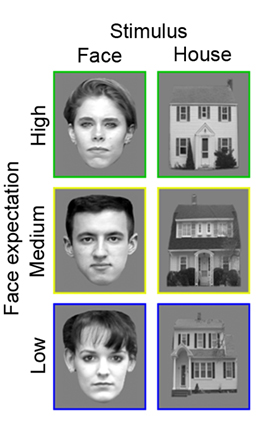 Stimulus
Face House
Face expectation
High
Medium
Low